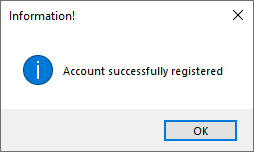 Information!
Account successfully registered
OK